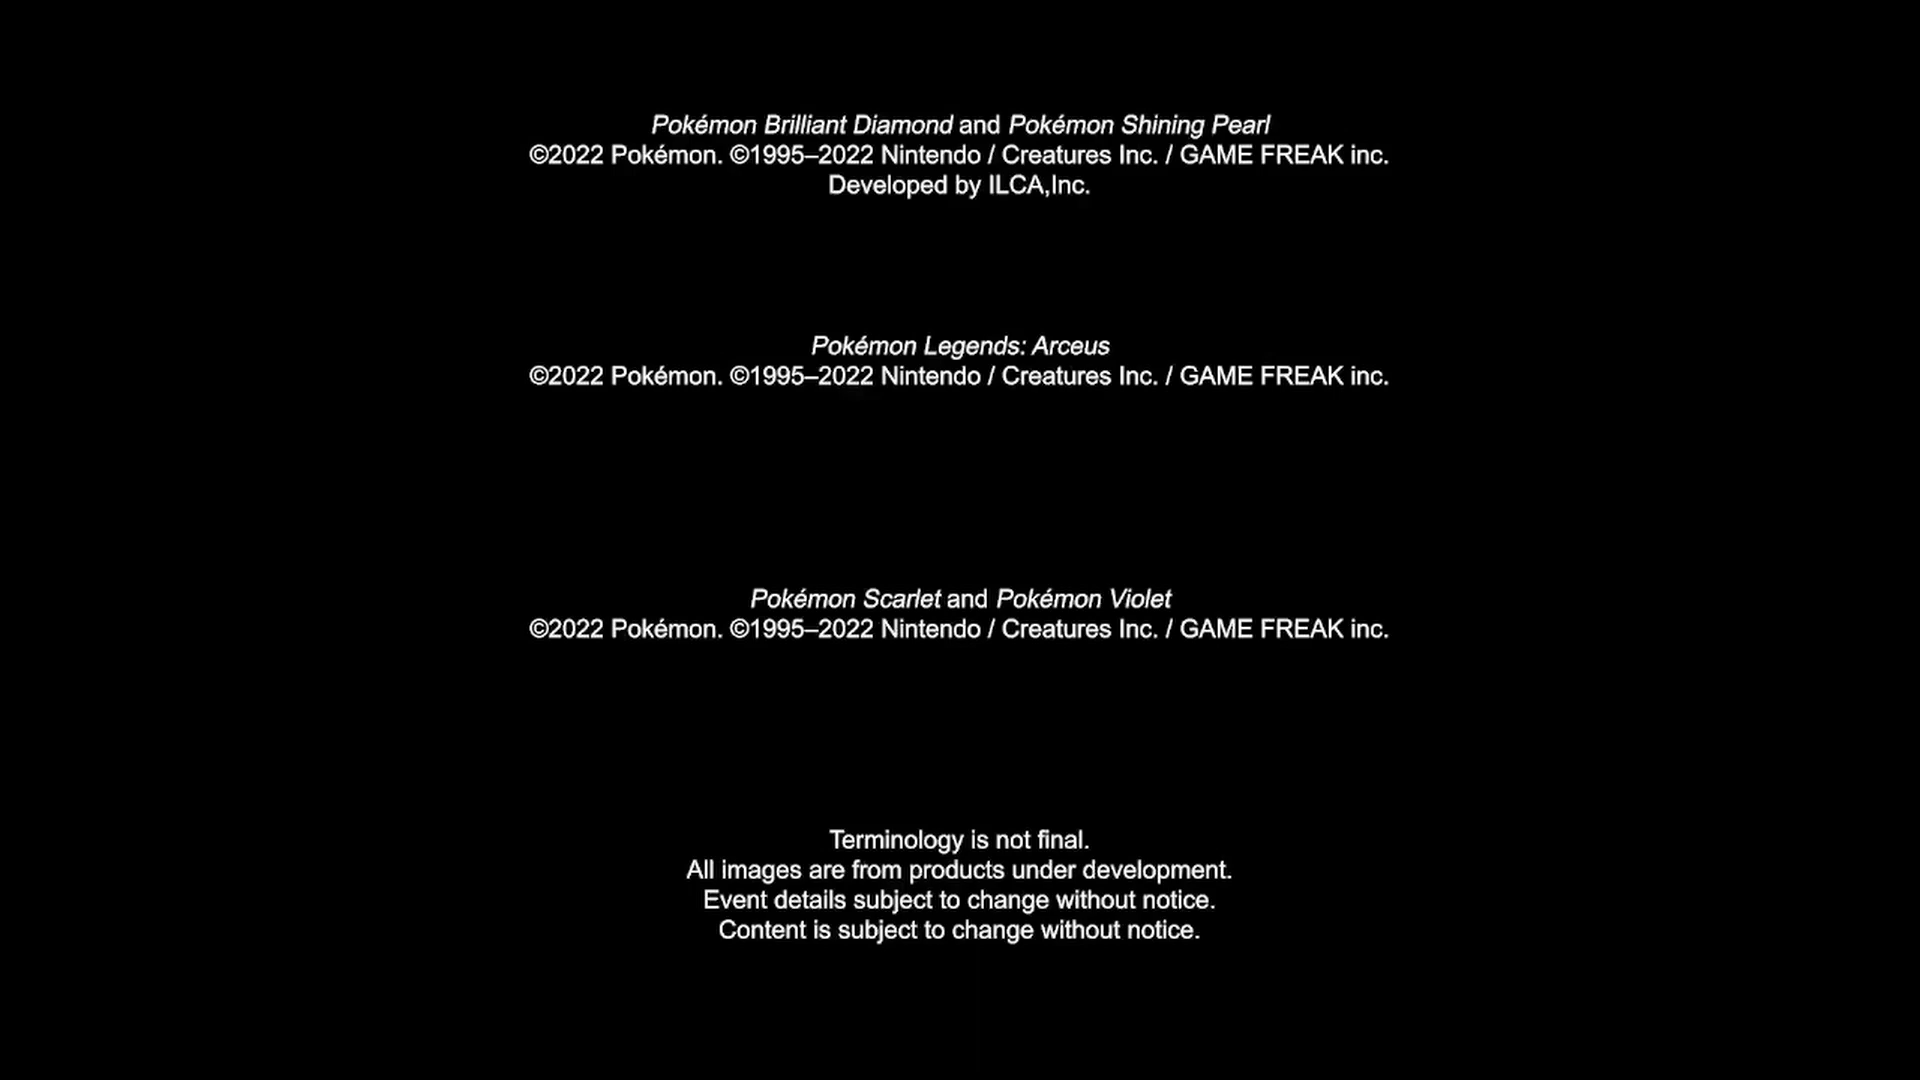 Pokémon Brilliant Diamond and Pokémon Shining Pearl
©2022 Pokémon. ©1995–2022 Nintendo / Creatures Inc. / GAME FREAK inc.
Developed by ILCA,Inc.
Pokémon Legends: Arceus
©2022 Pokémon. ©1995–2022 Nintendo / Creatures Inc. / GAME FREAK inc.
Pokémon Scarlet and Pokémon Violet
©2022 Pokémon. ©1995–2022 Nintendo / Creatures Inc. / GAME FREAK inc.
Terminology is not final.
All images are from products under development.
Event details subject to change without notice.
Content is subject to change without notice.